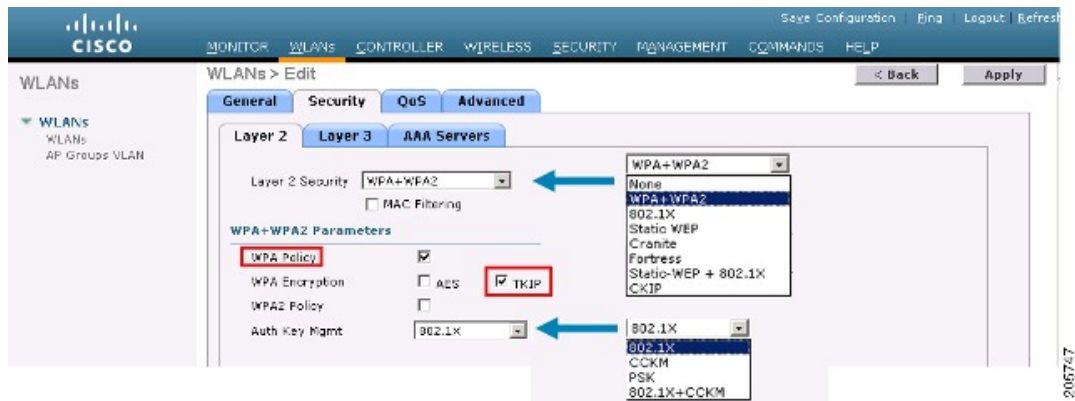 Save Configuration Ping Logout Refresh
CISCO
MONITOR WLANs CONTROLLER WIRELESS SECURITY MANAGEMENT COMMANDS HELP
WLANs
WLANs > Edit
< Back
Apply
General Security QoS Advanced
WLANs
WLANs
AP Groups VLAN
Layer 2 Layer 3 AAA Servers
Layer 2 Security WPA+WPA2
MAC Filtering
WPA+WPA2
None
WPA+WPA2
802.1X
Static WEP
Cranite
Fortress
Static-WEP + 802.1X
CKIP
WPA+WPA2 Parameters
WPA Policy
WPA Encryption AES TKIP
WPA2 Policy
Auth Key Mgmt 802.1X
802.1X
802.1X
CCKM
PSK
802.1X+CCKM
205747